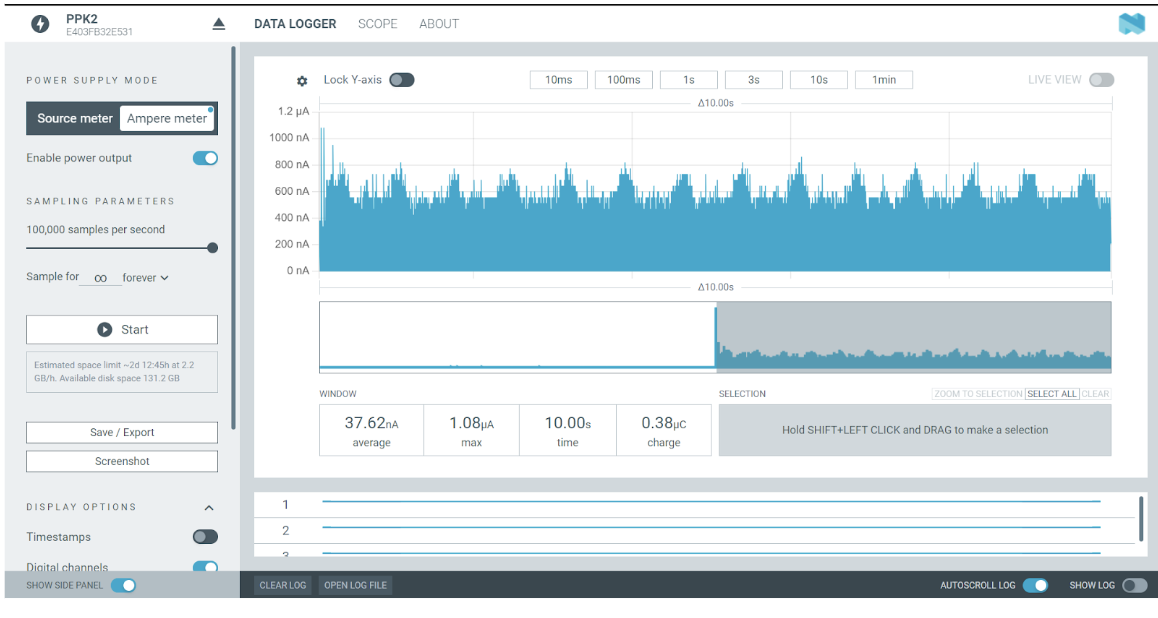 PPK2
E403FB32E531
DATA LOGGER SCOPE ABOUT
POWER SUPPLY MODE
Source meter Ampere meter
Enable power output
SAMPLING PARAMETERS
100,000 samples per second
Sample for ∞ forever
Start
Estimated space limit ~2d 12:45h at 2.2
GB/h. Available disk space 131.2 GB
Save / Export
Screenshot
DISPLAY OPTIONS
Timestamps
Digital channels
SHOW SIDE PANEL
Lock Y-axis 10ms 100ms 1s 3s 10s 1min LIVE VIEW
Δ10.00s
1.2 µA
1000 nA
800 nA
600 nA
400 nA
200 nA
0 nA
Δ10.00s
WINDOW
37.62nA 1.08µA 10.00s 0.38µC
average max time charge
SELECTION ZOOM TO SELECTION SELECT ALL CLEAR
Hold SHIFT+LEFT CLICK and DRAG to make a selection
1
2
3
CLEAR LOG OPEN LOG FILE AUTOSCROLL LOG SHOW LOG